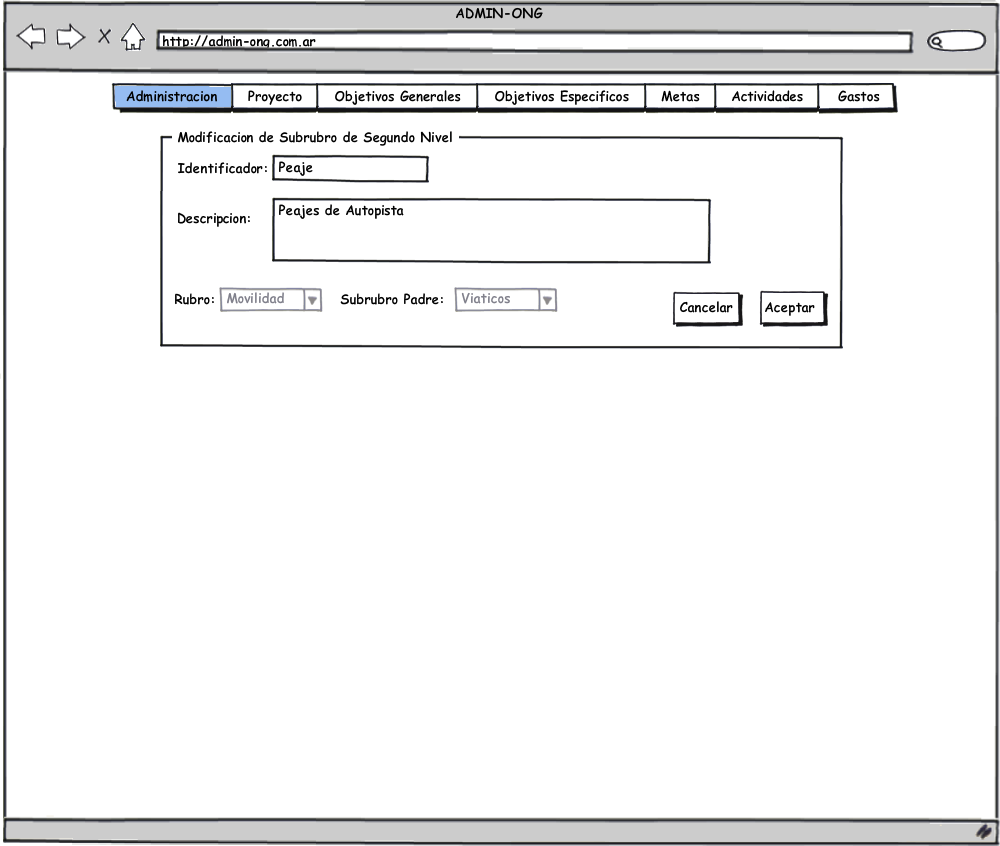 ADMIN-ONG
http://admin-ong.com.ar
Administracion Proyecto Objetivos Generales Objetivos Especificos Metas Actividades Gastos
Modificacion de Subrubro de Segundo Nivel
Identificador: Peaje
Descripcion: Peajes de Autopista
Rubro: Movilidad Subrubro Padre: Viaticos Cancelar Aceptar